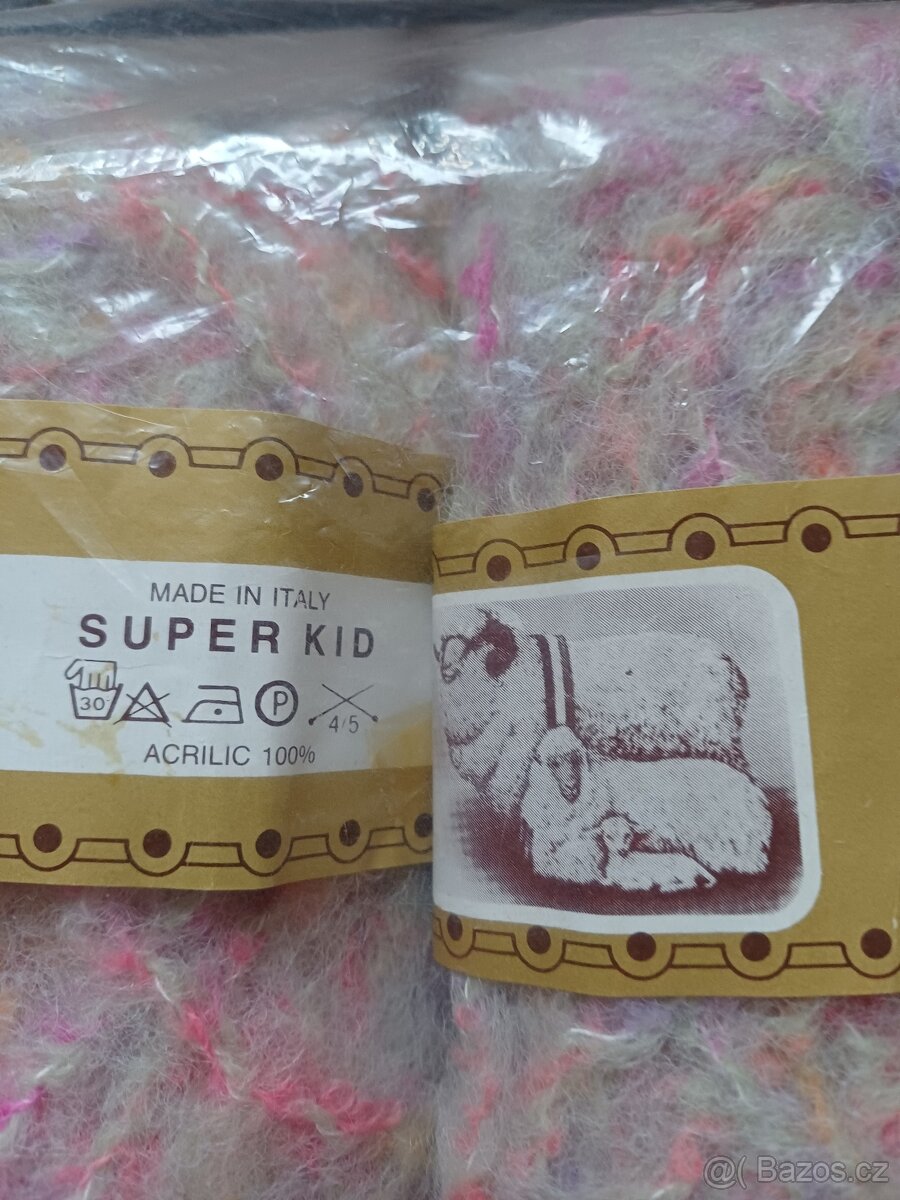 MADE IN ITALY
SUPER KID
30
P
4/5
ACRILIC 100%
@( Bazos.cz